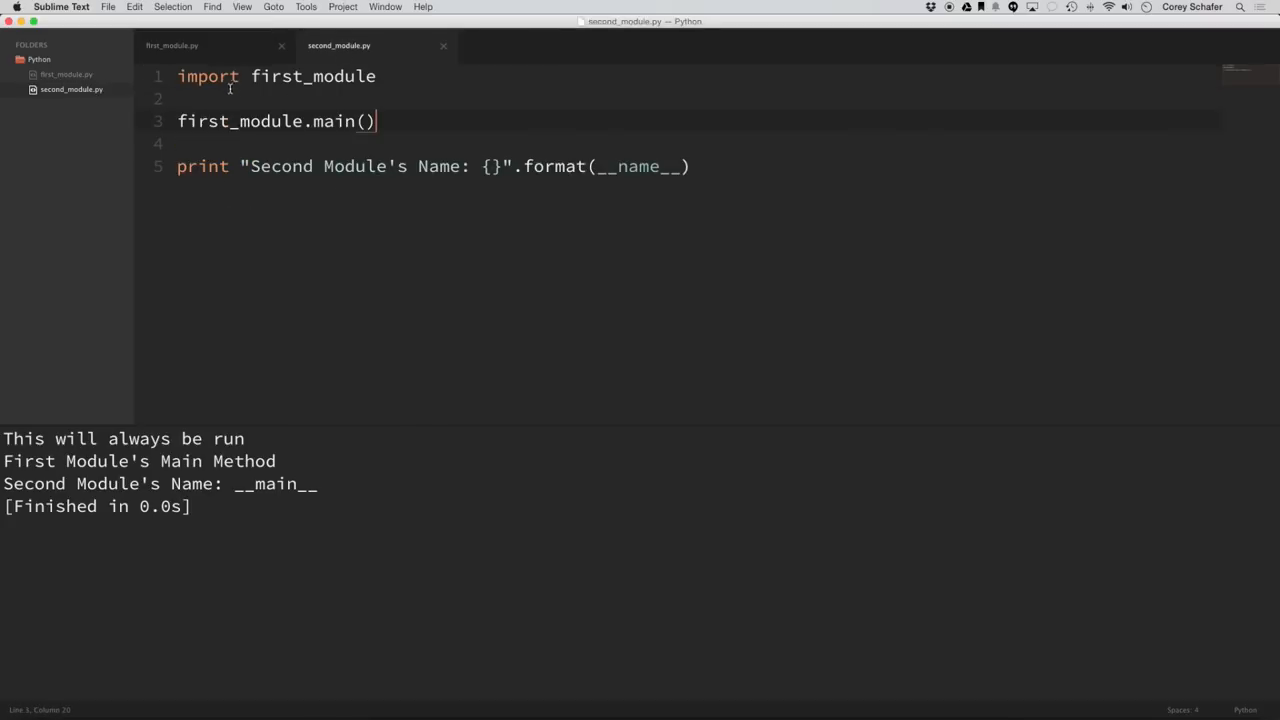 Sublime Text File Edit Selection Find View Goto Tools Project Window Help Corey Schafer
second_module.py — Python
FOLDERS
Python
first_module.py
second_module.py
first_module.py second_module.py
1 import first_module
2
3 first_module.main()
4
5 print "Second Module's Name: {}".format(__name__)
This will always be run
First Module's Main Method
Second Module's Name: __main__
[Finished in 0.0s]
Line 3, Column 20 Spaces: 4 Python